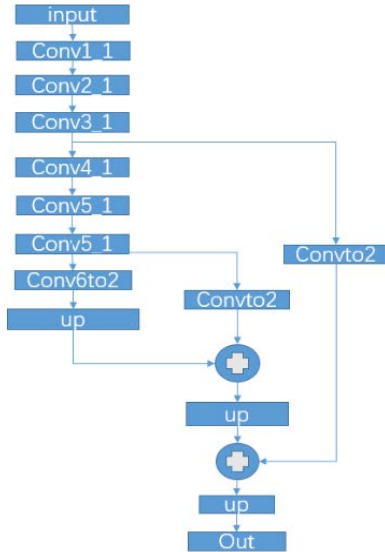 input
Conv1_1
Conv2_1
Conv3_1
Conv4_1
Conv5_1
Conv5_1
Convto2
Conv6to2
Convto2
up
up
up
Out